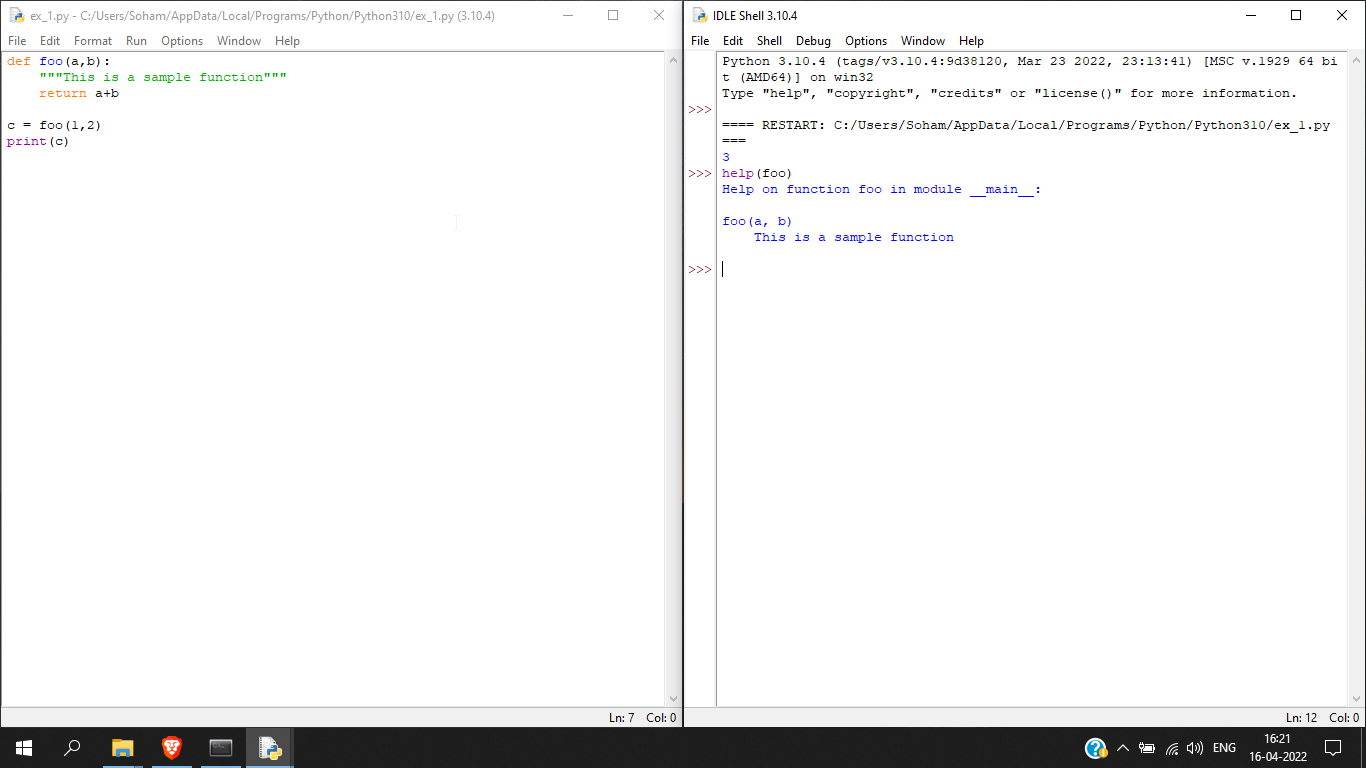 ex_1.py - C:/Users/Soham/AppData/Local/Programs/Python/Python310/ex_1.py (3.10.4)
File Edit Format Run Options Window Help
def foo(a,b):
    """This is a sample function"""
    return a+b
c = foo(1,2)
print(c)
Ln: 7 Col: 0
IDLE Shell 3.10.4
File Edit Shell Debug Options Window Help
Python 3.10.4 (tags/v3.10.4:9d38120, Mar 23 2022, 23:13:41) [MSC v.1929 64 bi
t (AMD64)] on win32
Type "help", "copyright", "credits" or "license()" for more information.
>>>
==== RESTART: C:/Users/Soham/AppData/Local/Programs/Python/Python310/ex_1.py
===
3
>>> help(foo)
Help on function foo in module __main__:
foo(a, b)
    This is a sample function
>>>
Ln: 12 Col: 0
ENG
16:21
16-04-2022